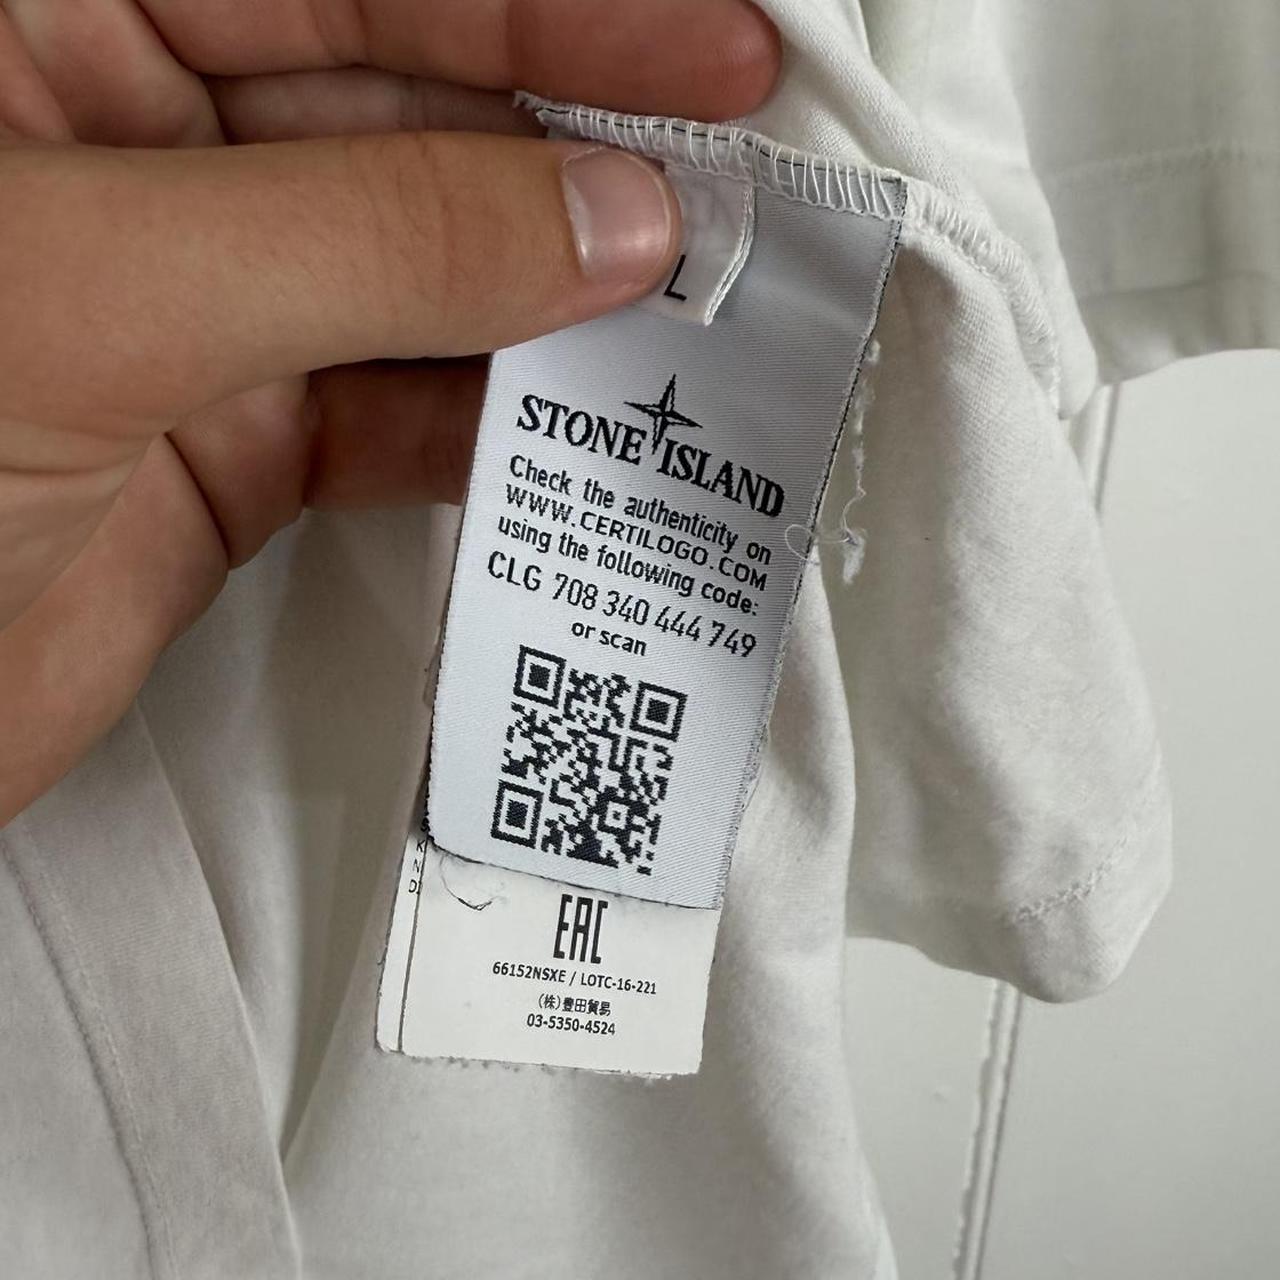 L
STONE ISLAND
Check the authenticity on
WWW.CERTILOGO.COM
using the following code:
CLG 708 340 444 749
or scan
EAC
66152NSXE / LOTC-16-221
(株)豊田貿易
03-5350-4524